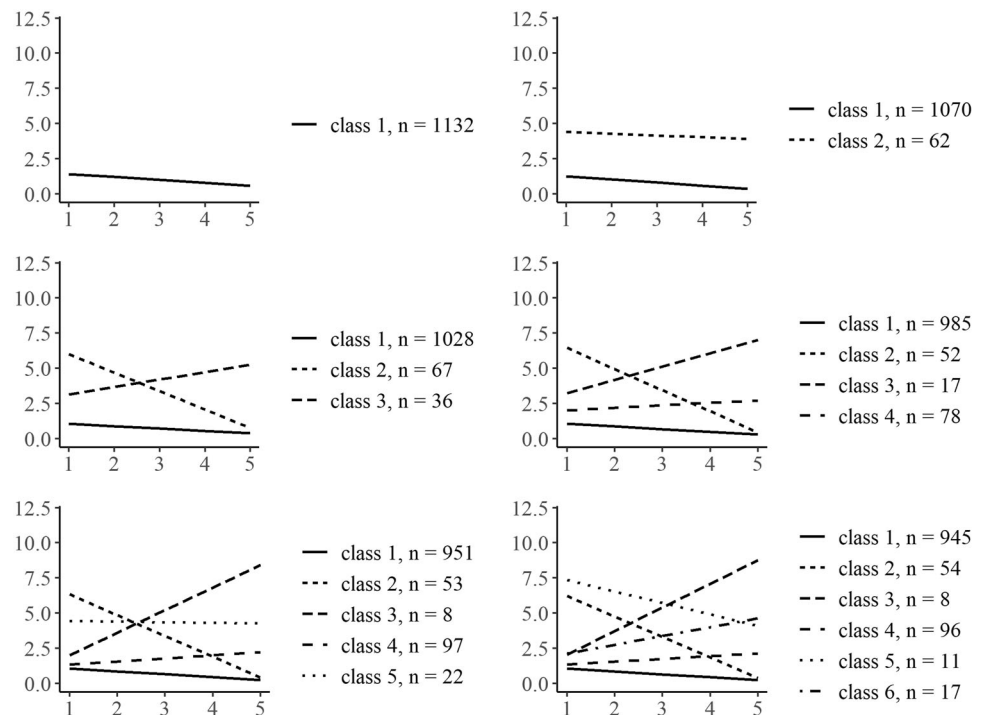 12.5
10.0
7.5
5.0
2.5
0.0
1 2 3 4 5
class 1, n = 1132
12.5
10.0
7.5
5.0
2.5
0.0
1 2 3 4 5
class 1, n = 1070
class 2, n = 62
12.5
10.0
7.5
5.0
2.5
0.0
1 2 3 4 5
class 1, n = 1028
class 2, n = 67
class 3, n = 36
12.5
10.0
7.5
5.0
2.5
0.0
1 2 3 4 5
class 1, n = 985
class 2, n = 52
class 3, n = 17
class 4, n = 78
12.5
10.0
7.5
5.0
2.5
0.0
1 2 3 4 5
class 1, n = 951
class 2, n = 53
class 3, n = 8
class 4, n = 97
class 5, n = 22
12.5
10.0
7.5
5.0
2.5
0.0
1 2 3 4 5
class 1, n = 945
class 2, n = 54
class 3, n = 8
class 4, n = 96
class 5, n = 11
class 6, n = 17